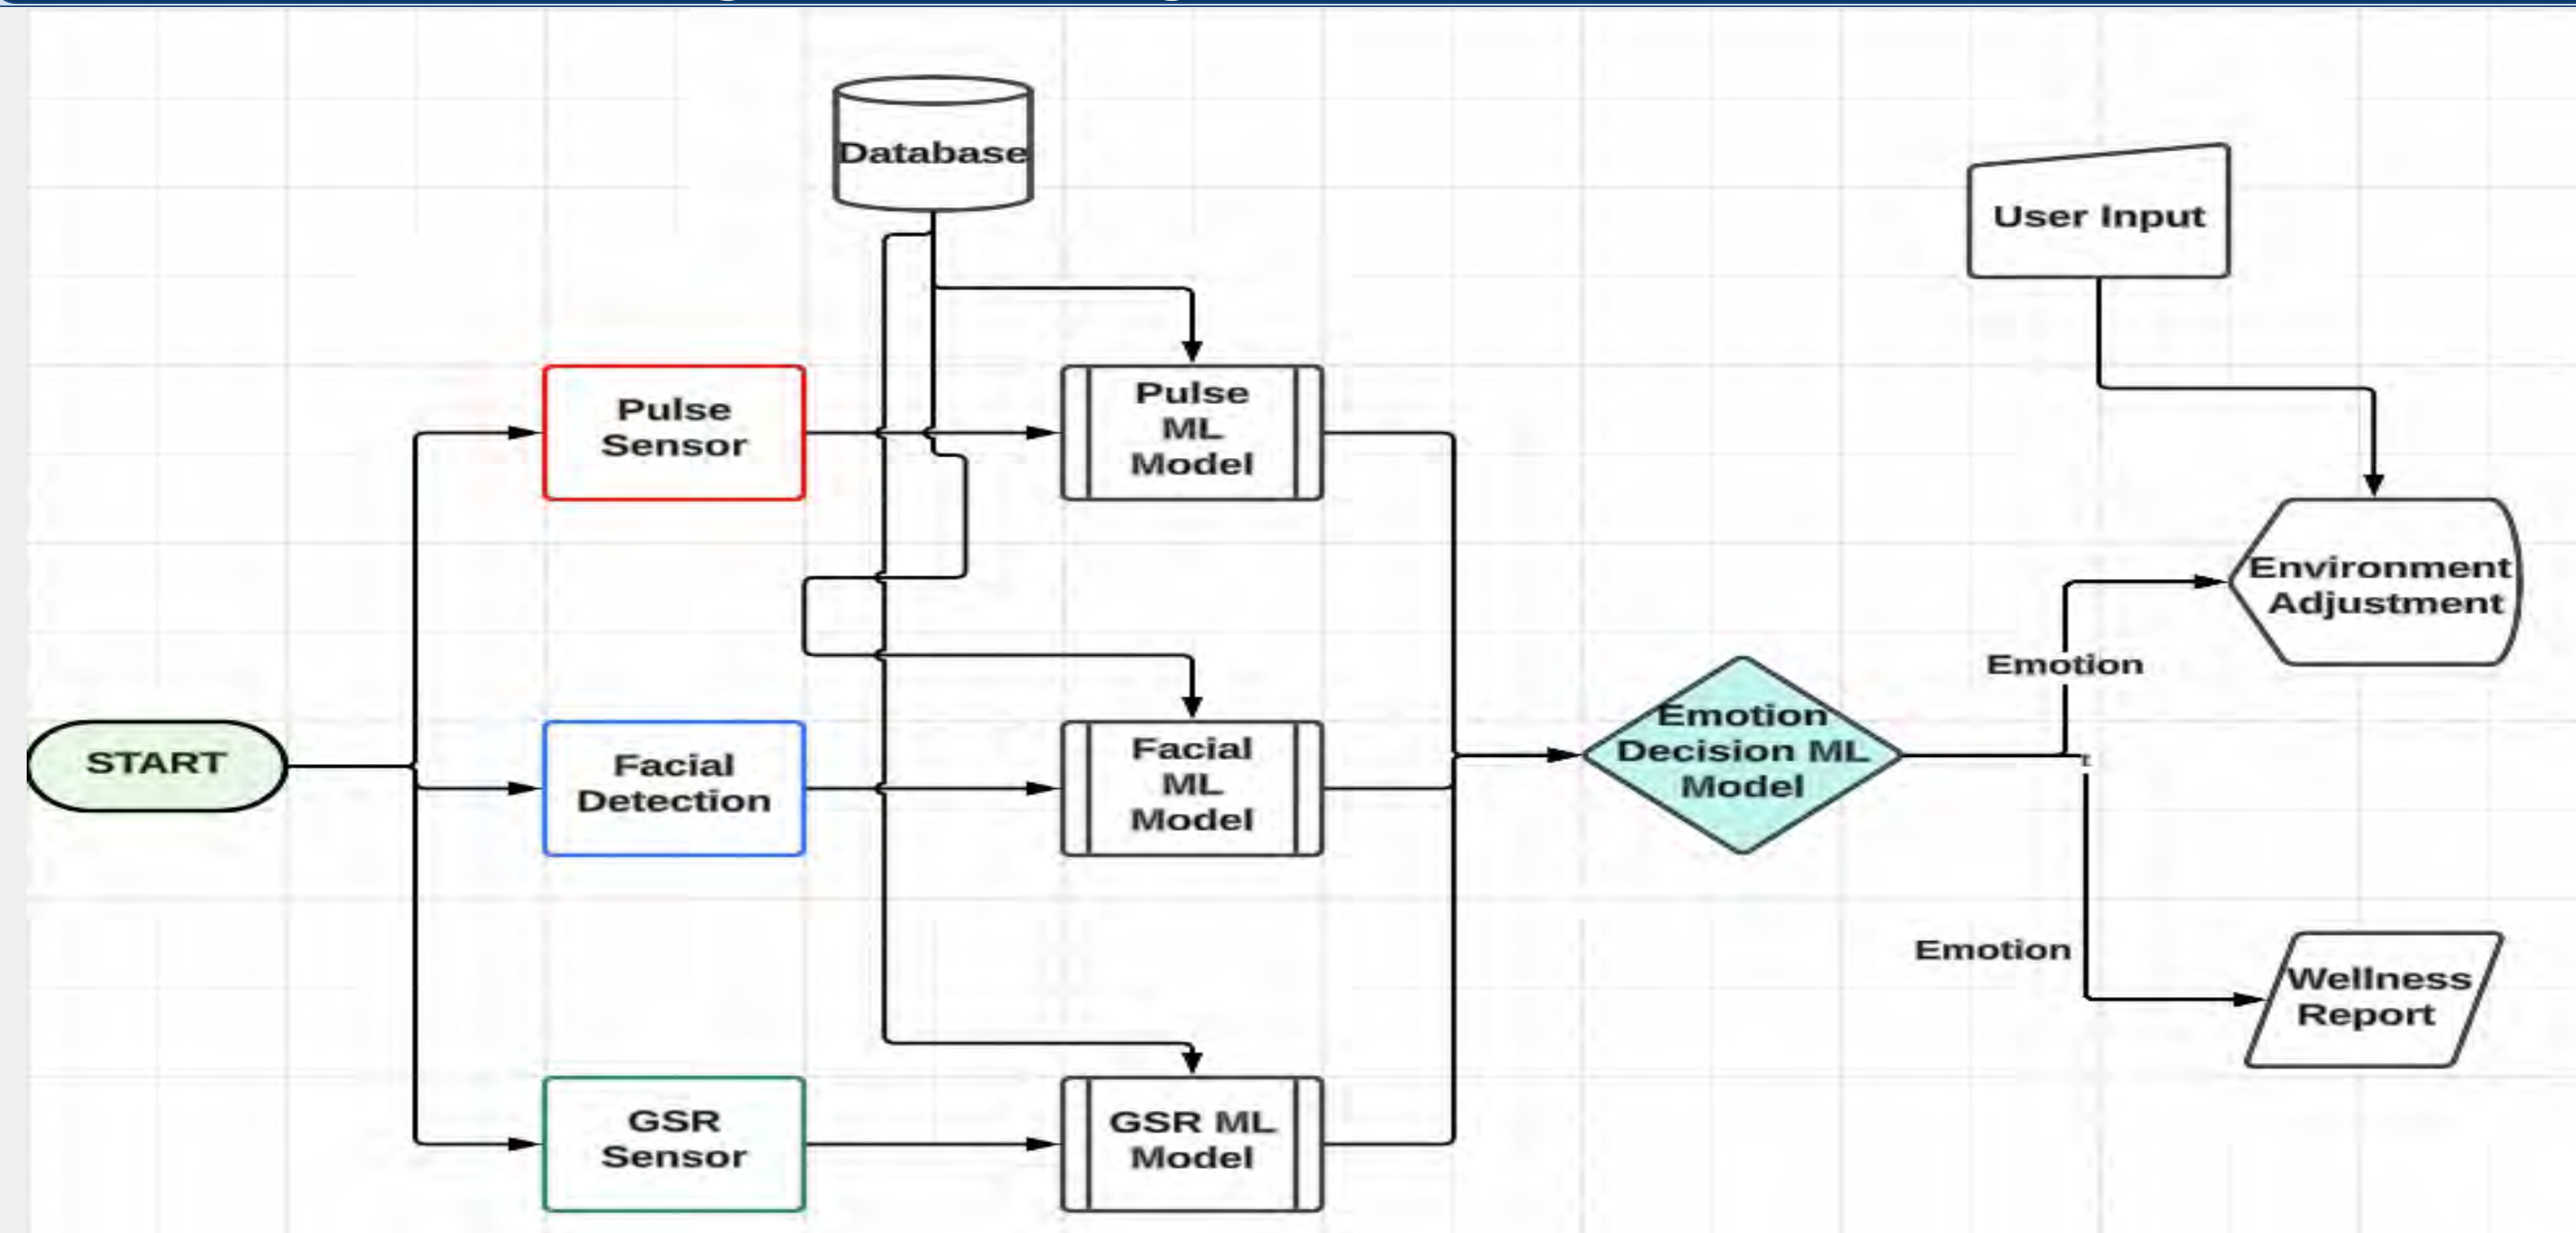 Database
User Input
Pulse
Sensor
Pulse
ML
Model
Environment
Adjustment
Emotion
START
Facial
Detection
Facial
ML
Model
Emotion
Decision ML
Model
Emotion
Wellness
Report
GSR
Sensor
GSR ML
Model